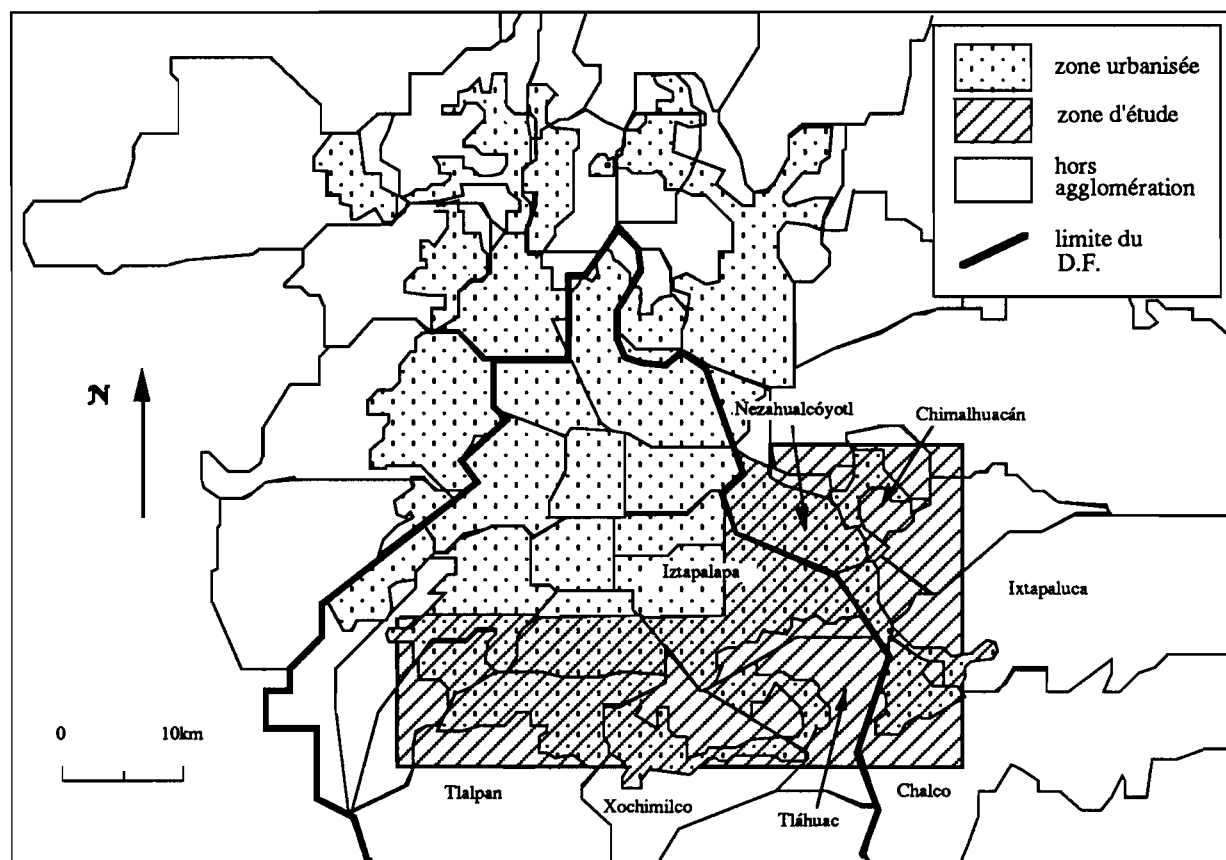 zone urbanisée
zone d'étude
hors
agglomération
limite du
D.F.
N
Nezahualcóyotl
Chimalhuacán
Iztapalapa
Ixtapaluca
0 10km
Tlalpan
Xochimilco
Tláhuac
Chalco